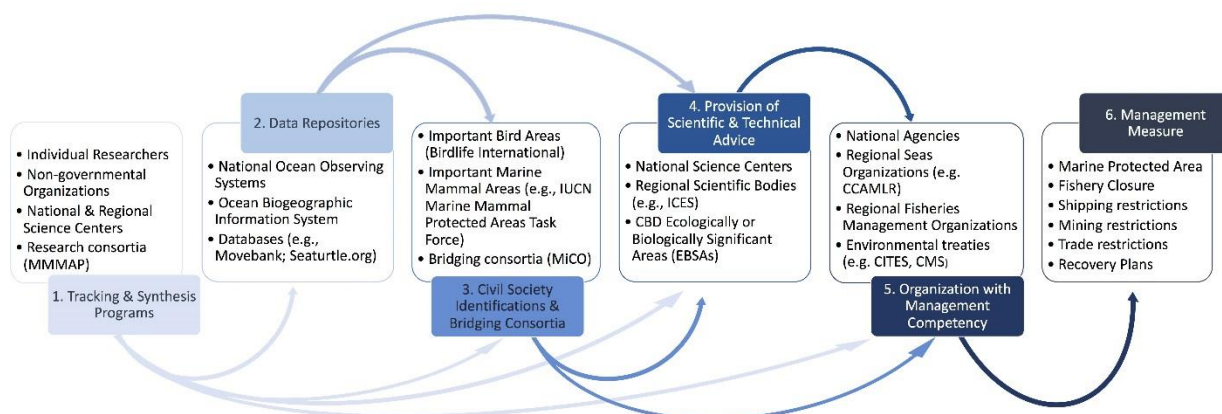 • Individual Researchers
• Non-governmental
Organizations
• National & Regional
Science Centers
• Research consortia
(MMMAP)
1. Tracking & Synthesis
Programs
2. Data Repositories
• National Ocean Observing
Systems
• Ocean Biogeographic
Information System
• Databases (e.g.,
Movebank; Seaturtle.org)
• Important Bird Areas
(Birdlife International)
• Important Marine
Mammal Areas (e.g., IUCN
Marine Mammal
Protected Areas Task
Force)
• Bridging consortia (MiCO)
3. Civil Society
Identifications &
Bridging Consortia
4. Provision of
Scientific & Technical
Advice
• National Science Centers
• Regional Scientific Bodies
(e.g., ICES)
• CBD Ecologically or
Biologically Significant
Areas (EBSAs)
• National Agencies
• Regional Seas
Organizations (e.g.
CCAMLR)
• Regional Fisheries
Management Organizations
• Environmental treaties
(e.g. CITES, CMS)
5. Organization with
Management
Competency
6. Management
Measure
• Marine Protected Area
• Fishery Closure
• Shipping restrictions
• Mining restrictions
• Trade restrictions
• Recovery Plans